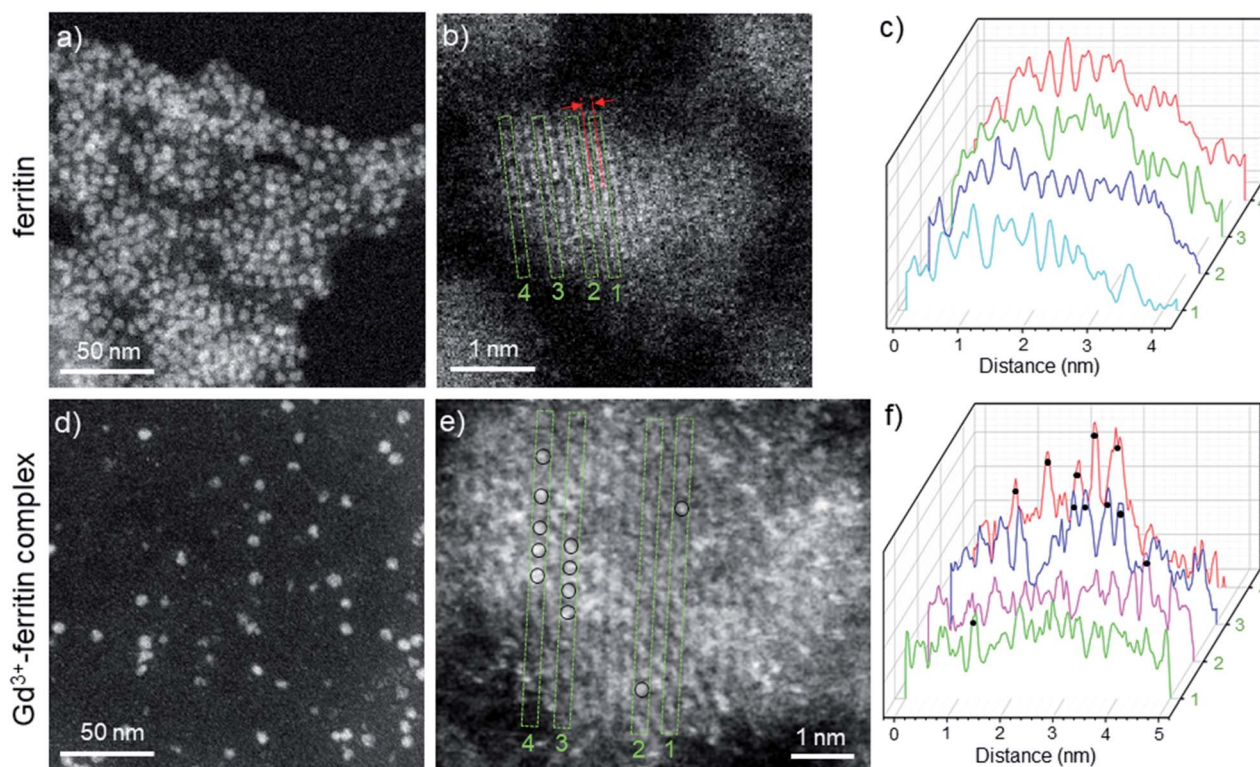 ferritin
a)
50 nm
b)
4 3 2 1
1 nm
c)
0 1 2 3 4
Distance (nm)
1
2
3
Gd³⁺-ferritin complex
d)
50 nm
e)
4 3 2 1
1 nm
f)
0 1 2 3 4 5
Distance (nm)
1
2
3